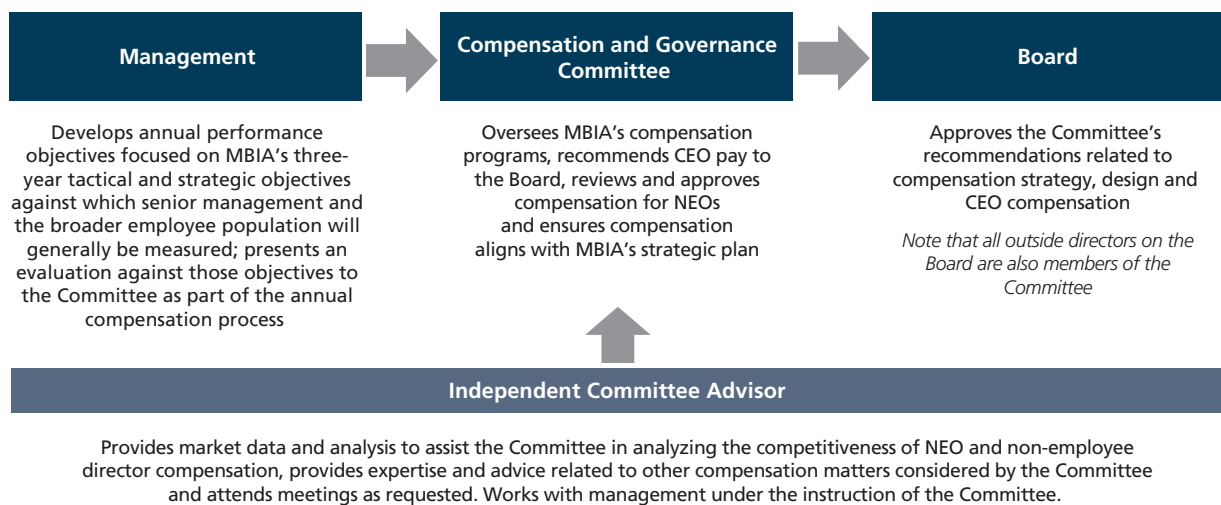 Management
Compensation and Governance
Committee
Board
Develops annual performance
objectives focused on MBIA's three-
year tactical and strategic objectives
against which senior management and
the broader employee population will
generally be measured; presents an
evaluation against those objectives to
the Committee as part of the annual
compensation process
Oversees MBIA's compensation
programs, recommends CEO pay to
the Board, reviews and approves
compensation for NEOs
and ensures compensation
aligns with MBIA's strategic plan
Approves the Committee's
recommendations related to
compensation strategy, design and
CEO compensation
Note that all outside directors on the
Board are also members of the
Committee
Independent Committee Advisor
Provides market data and analysis to assist the Committee in analyzing the competitiveness of NEO and non-employee
director compensation, provides expertise and advice related to other compensation matters considered by the Committee
and attends meetings as requested. Works with management under the instruction of the Committee.